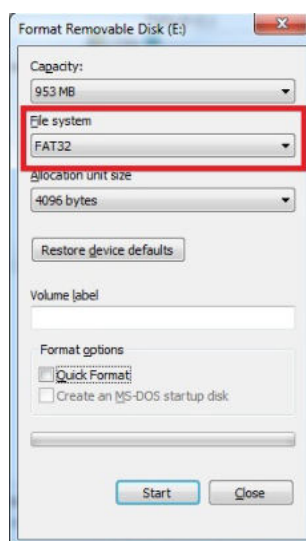 Format Removable Disk (E:)
Capacity:
953 MB
File system
FAT32
Allocation unit size
4096 bytes
Restore device defaults
Volume label
Format options
Quick Format
Create an MS-DOS startup disk
Start
Close